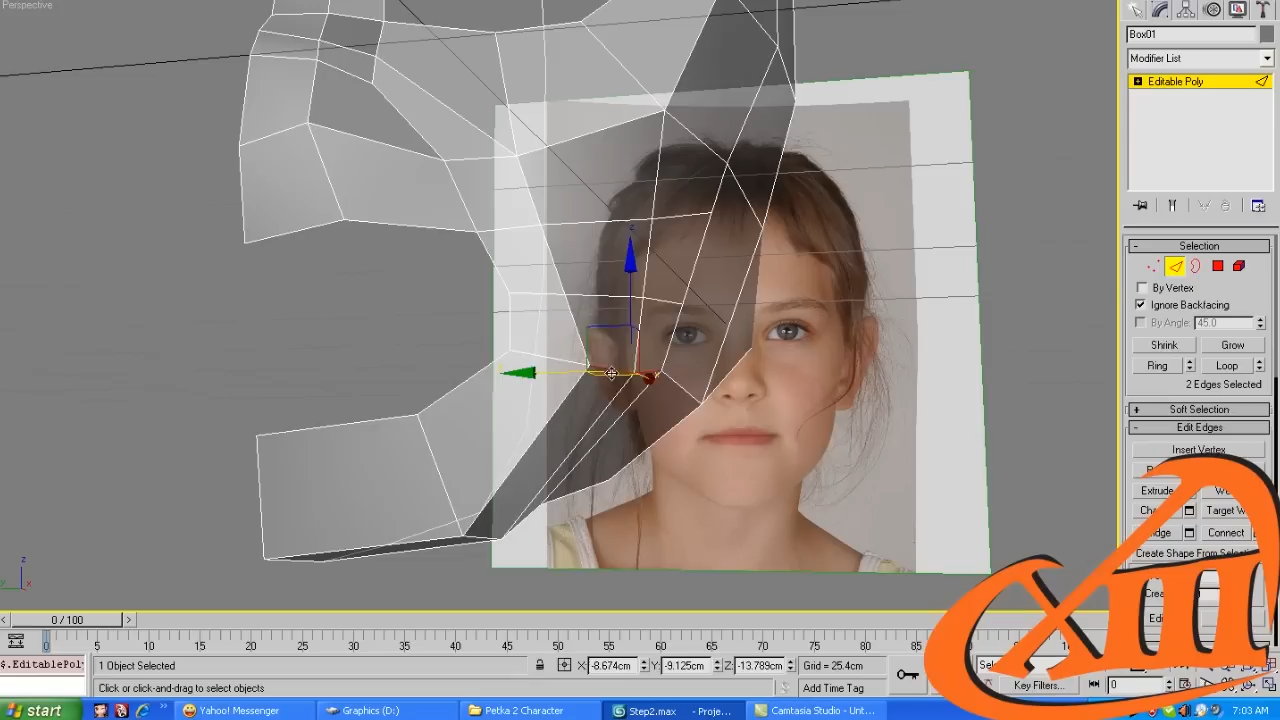 Perspective
Box01
Modifier List
Editable Poly
Selection
By Vertex
Ignore Backfacing
By Angle: 45.0
Shrink
Grow
Ring
Loop
2 Edges Selected
Soft Selection
Edit Edges
Insert Vertex
Extrude
Target W
Connect
Create Shape From Selec
z
z
x
y
XIII
0 / 100
0 5 10 15 20 25 30 35 40 45 50 55 60 65 70 75 80 85
$.EditablePol
1 Object Selected
X: -8.674cm
Y: -9.125cm
Z: -13.789cm
Grid = 25.4cm
Click or click-and-drag to select objects
Add Time Tag
Key Filters...
0
start
Yahoo! Messenger
Graphics (D:)
Petka 2 Character
Step2.max - Proje...
Camtasia Studio - Unt...
7:03 AM